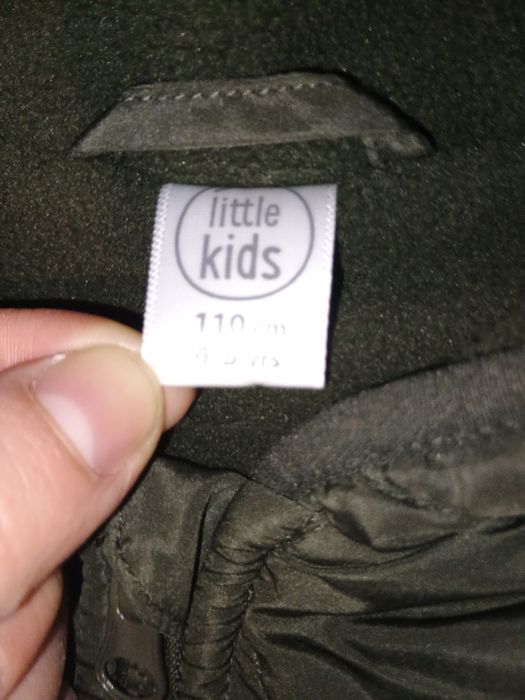 little
kids
110 cm
4-5 yrs